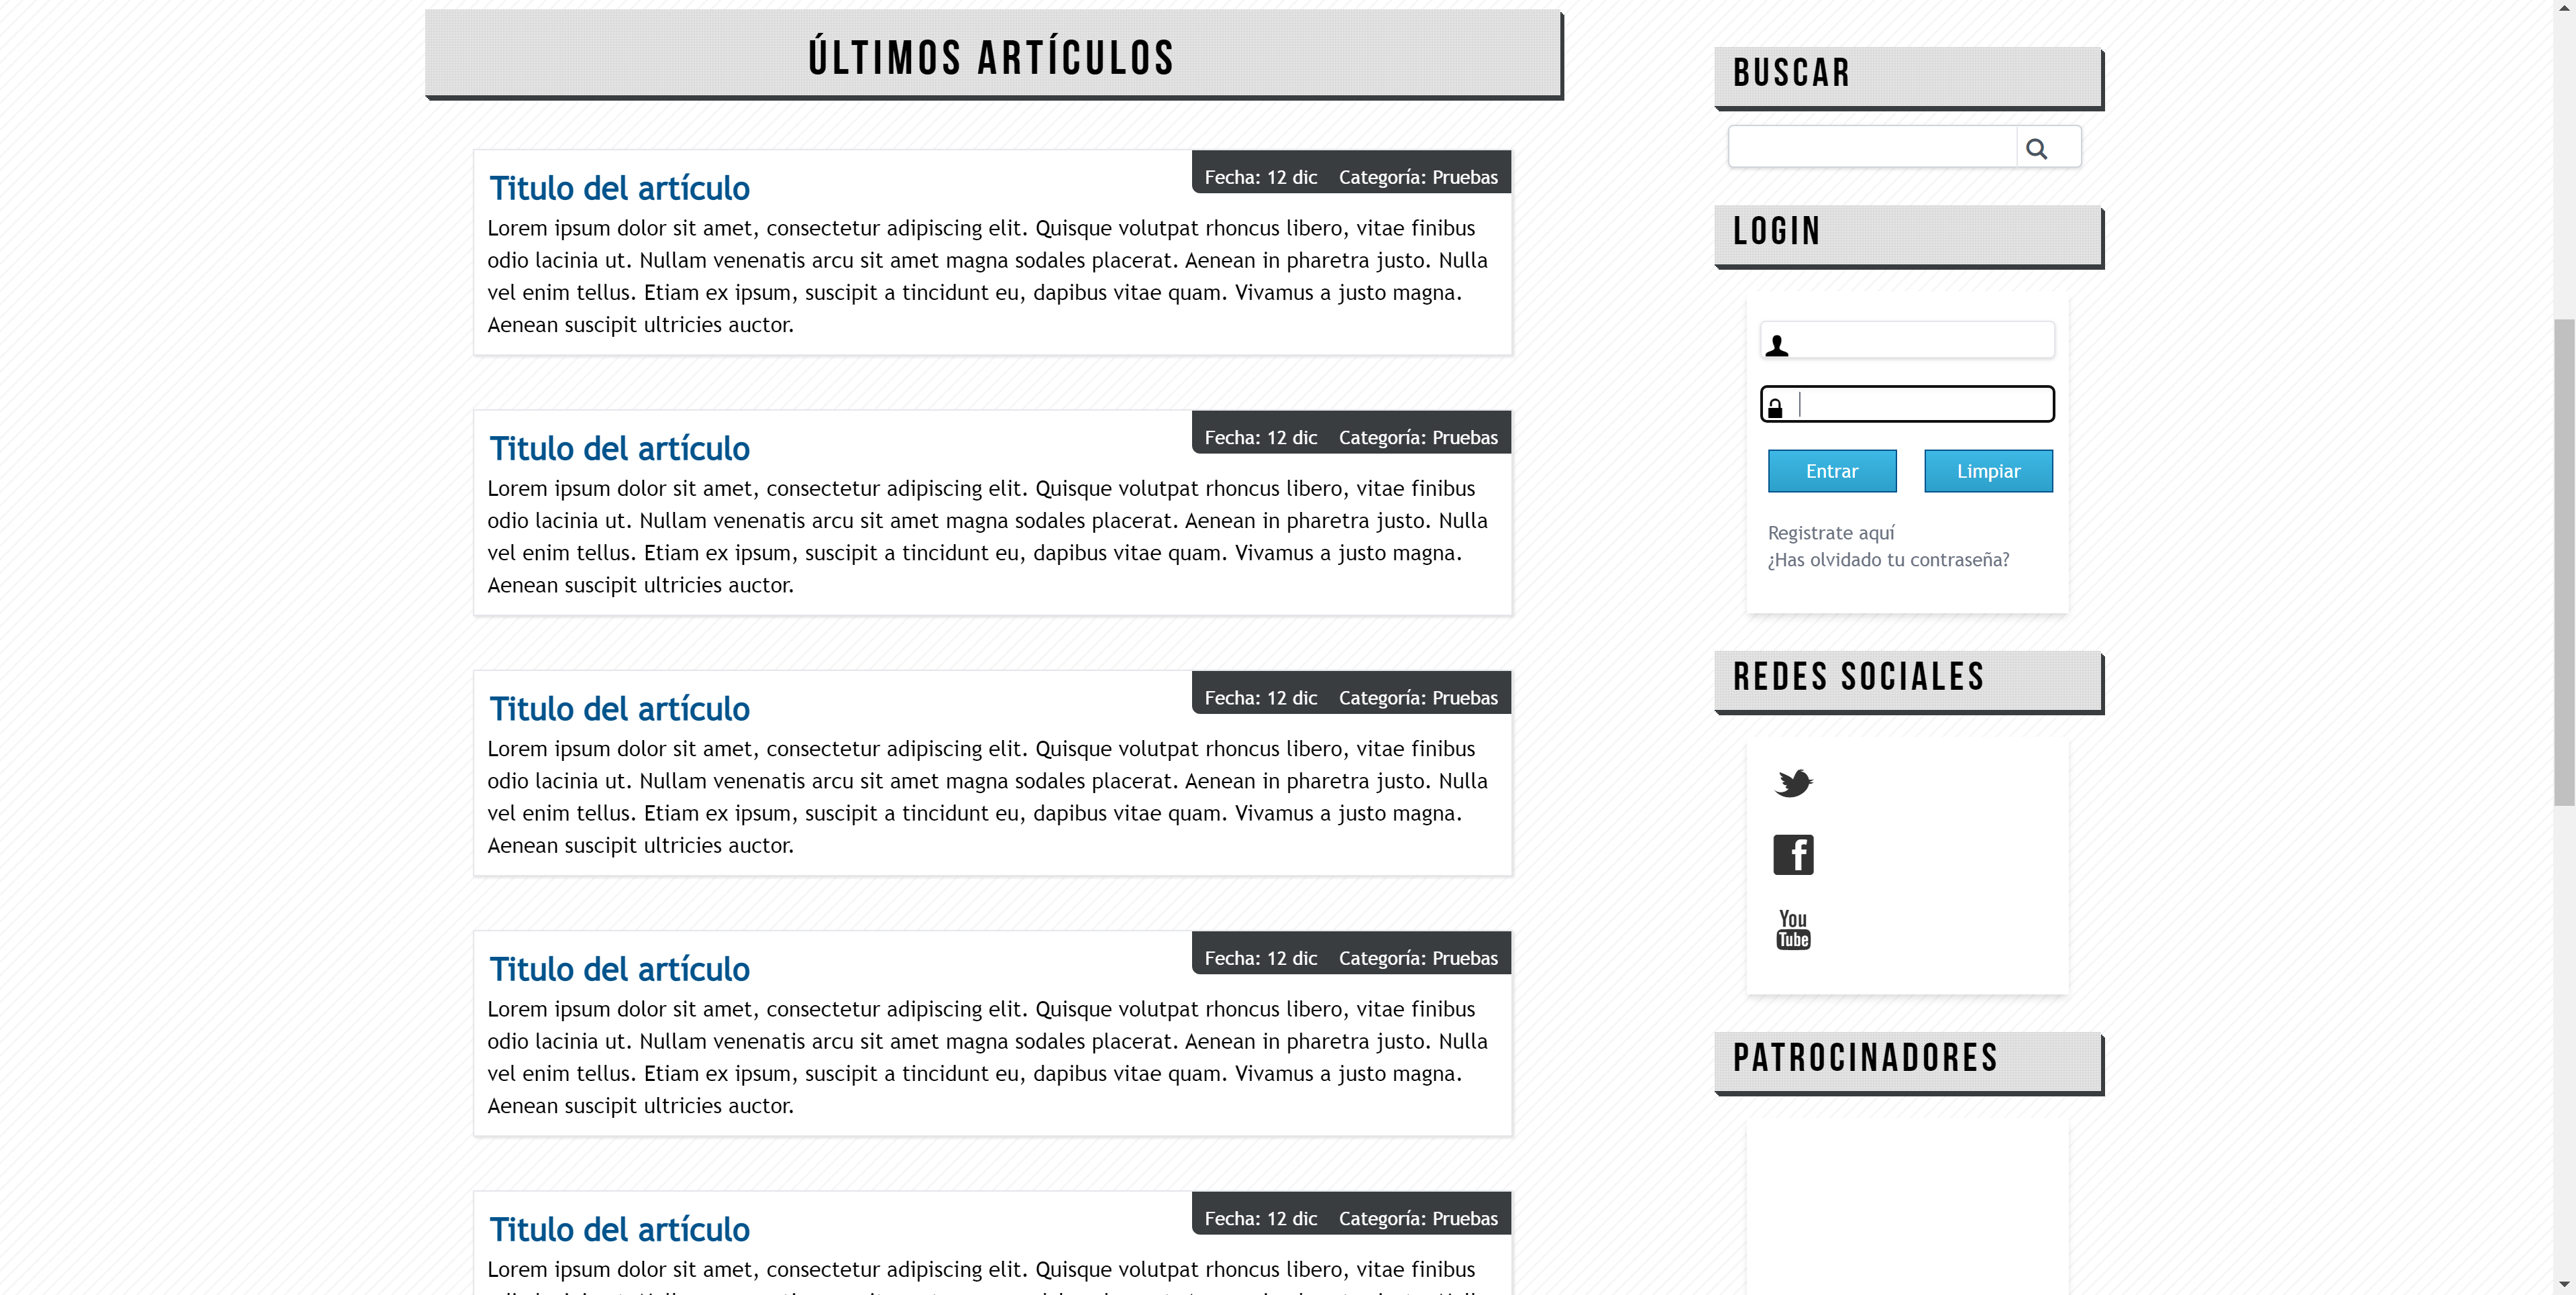 ÚLTIMOS ARTÍCULOS
Titulo del artículo
Fecha: 12 dic Categoría: Pruebas
Lorem ipsum dolor sit amet, consectetur adipiscing elit. Quisque volutpat rhoncus libero, vitae finibus
odio lacinia ut. Nullam venenatis arcu sit amet magna sodales placerat. Aenean in pharetra justo. Nulla
vel enim tellus. Etiam ex ipsum, suscipit a tincidunt eu, dapibus vitae quam. Vivamus a justo magna.
Aenean suscipit ultricies auctor.
Titulo del artículo
Fecha: 12 dic Categoría: Pruebas
Lorem ipsum dolor sit amet, consectetur adipiscing elit. Quisque volutpat rhoncus libero, vitae finibus
odio lacinia ut. Nullam venenatis arcu sit amet magna sodales placerat. Aenean in pharetra justo. Nulla
vel enim tellus. Etiam ex ipsum, suscipit a tincidunt eu, dapibus vitae quam. Vivamus a justo magna.
Aenean suscipit ultricies auctor.
Titulo del artículo
Fecha: 12 dic Categoría: Pruebas
Lorem ipsum dolor sit amet, consectetur adipiscing elit. Quisque volutpat rhoncus libero, vitae finibus
odio lacinia ut. Nullam venenatis arcu sit amet magna sodales placerat. Aenean in pharetra justo. Nulla
vel enim tellus. Etiam ex ipsum, suscipit a tincidunt eu, dapibus vitae quam. Vivamus a justo magna.
Aenean suscipit ultricies auctor.
Titulo del artículo
Fecha: 12 dic Categoría: Pruebas
Lorem ipsum dolor sit amet, consectetur adipiscing elit. Quisque volutpat rhoncus libero, vitae finibus
odio lacinia ut. Nullam venenatis arcu sit amet magna sodales placerat. Aenean in pharetra justo. Nulla
vel enim tellus. Etiam ex ipsum, suscipit a tincidunt eu, dapibus vitae quam. Vivamus a justo magna.
Aenean suscipit ultricies auctor.
Titulo del artículo
Fecha: 12 dic Categoría: Pruebas
Lorem ipsum dolor sit amet, consectetur adipiscing elit. Quisque volutpat rhoncus libero, vitae finibus
BUSCAR
LOGIN
Entrar Limpiar
Registrate aquí
¿Has olvidado tu contraseña?
REDES SOCIALES
f
You
Tube
PATROCINADORES